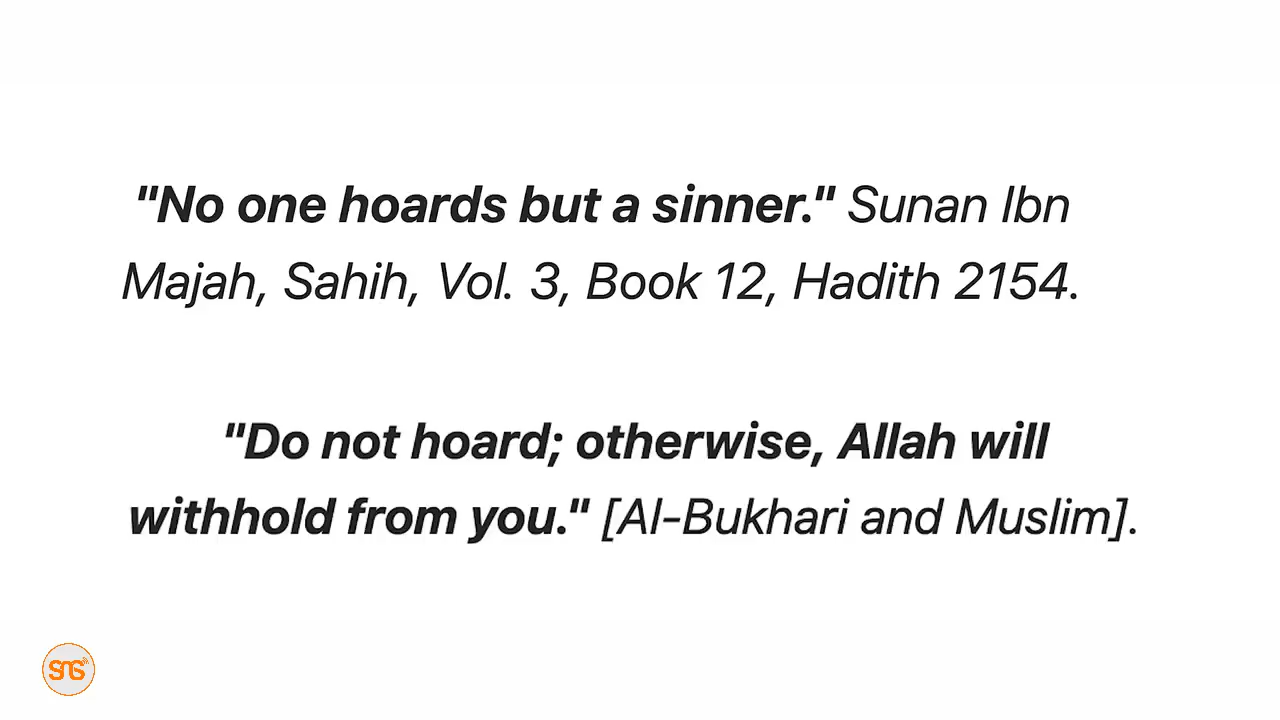 "No one hoards but a sinner." Sunan Ibn
Majah, Sahih, Vol. 3, Book 12, Hadith 2154.
"Do not hoard; otherwise, Allah will
withhold from you." [Al-Bukhari and Muslim].
SNS